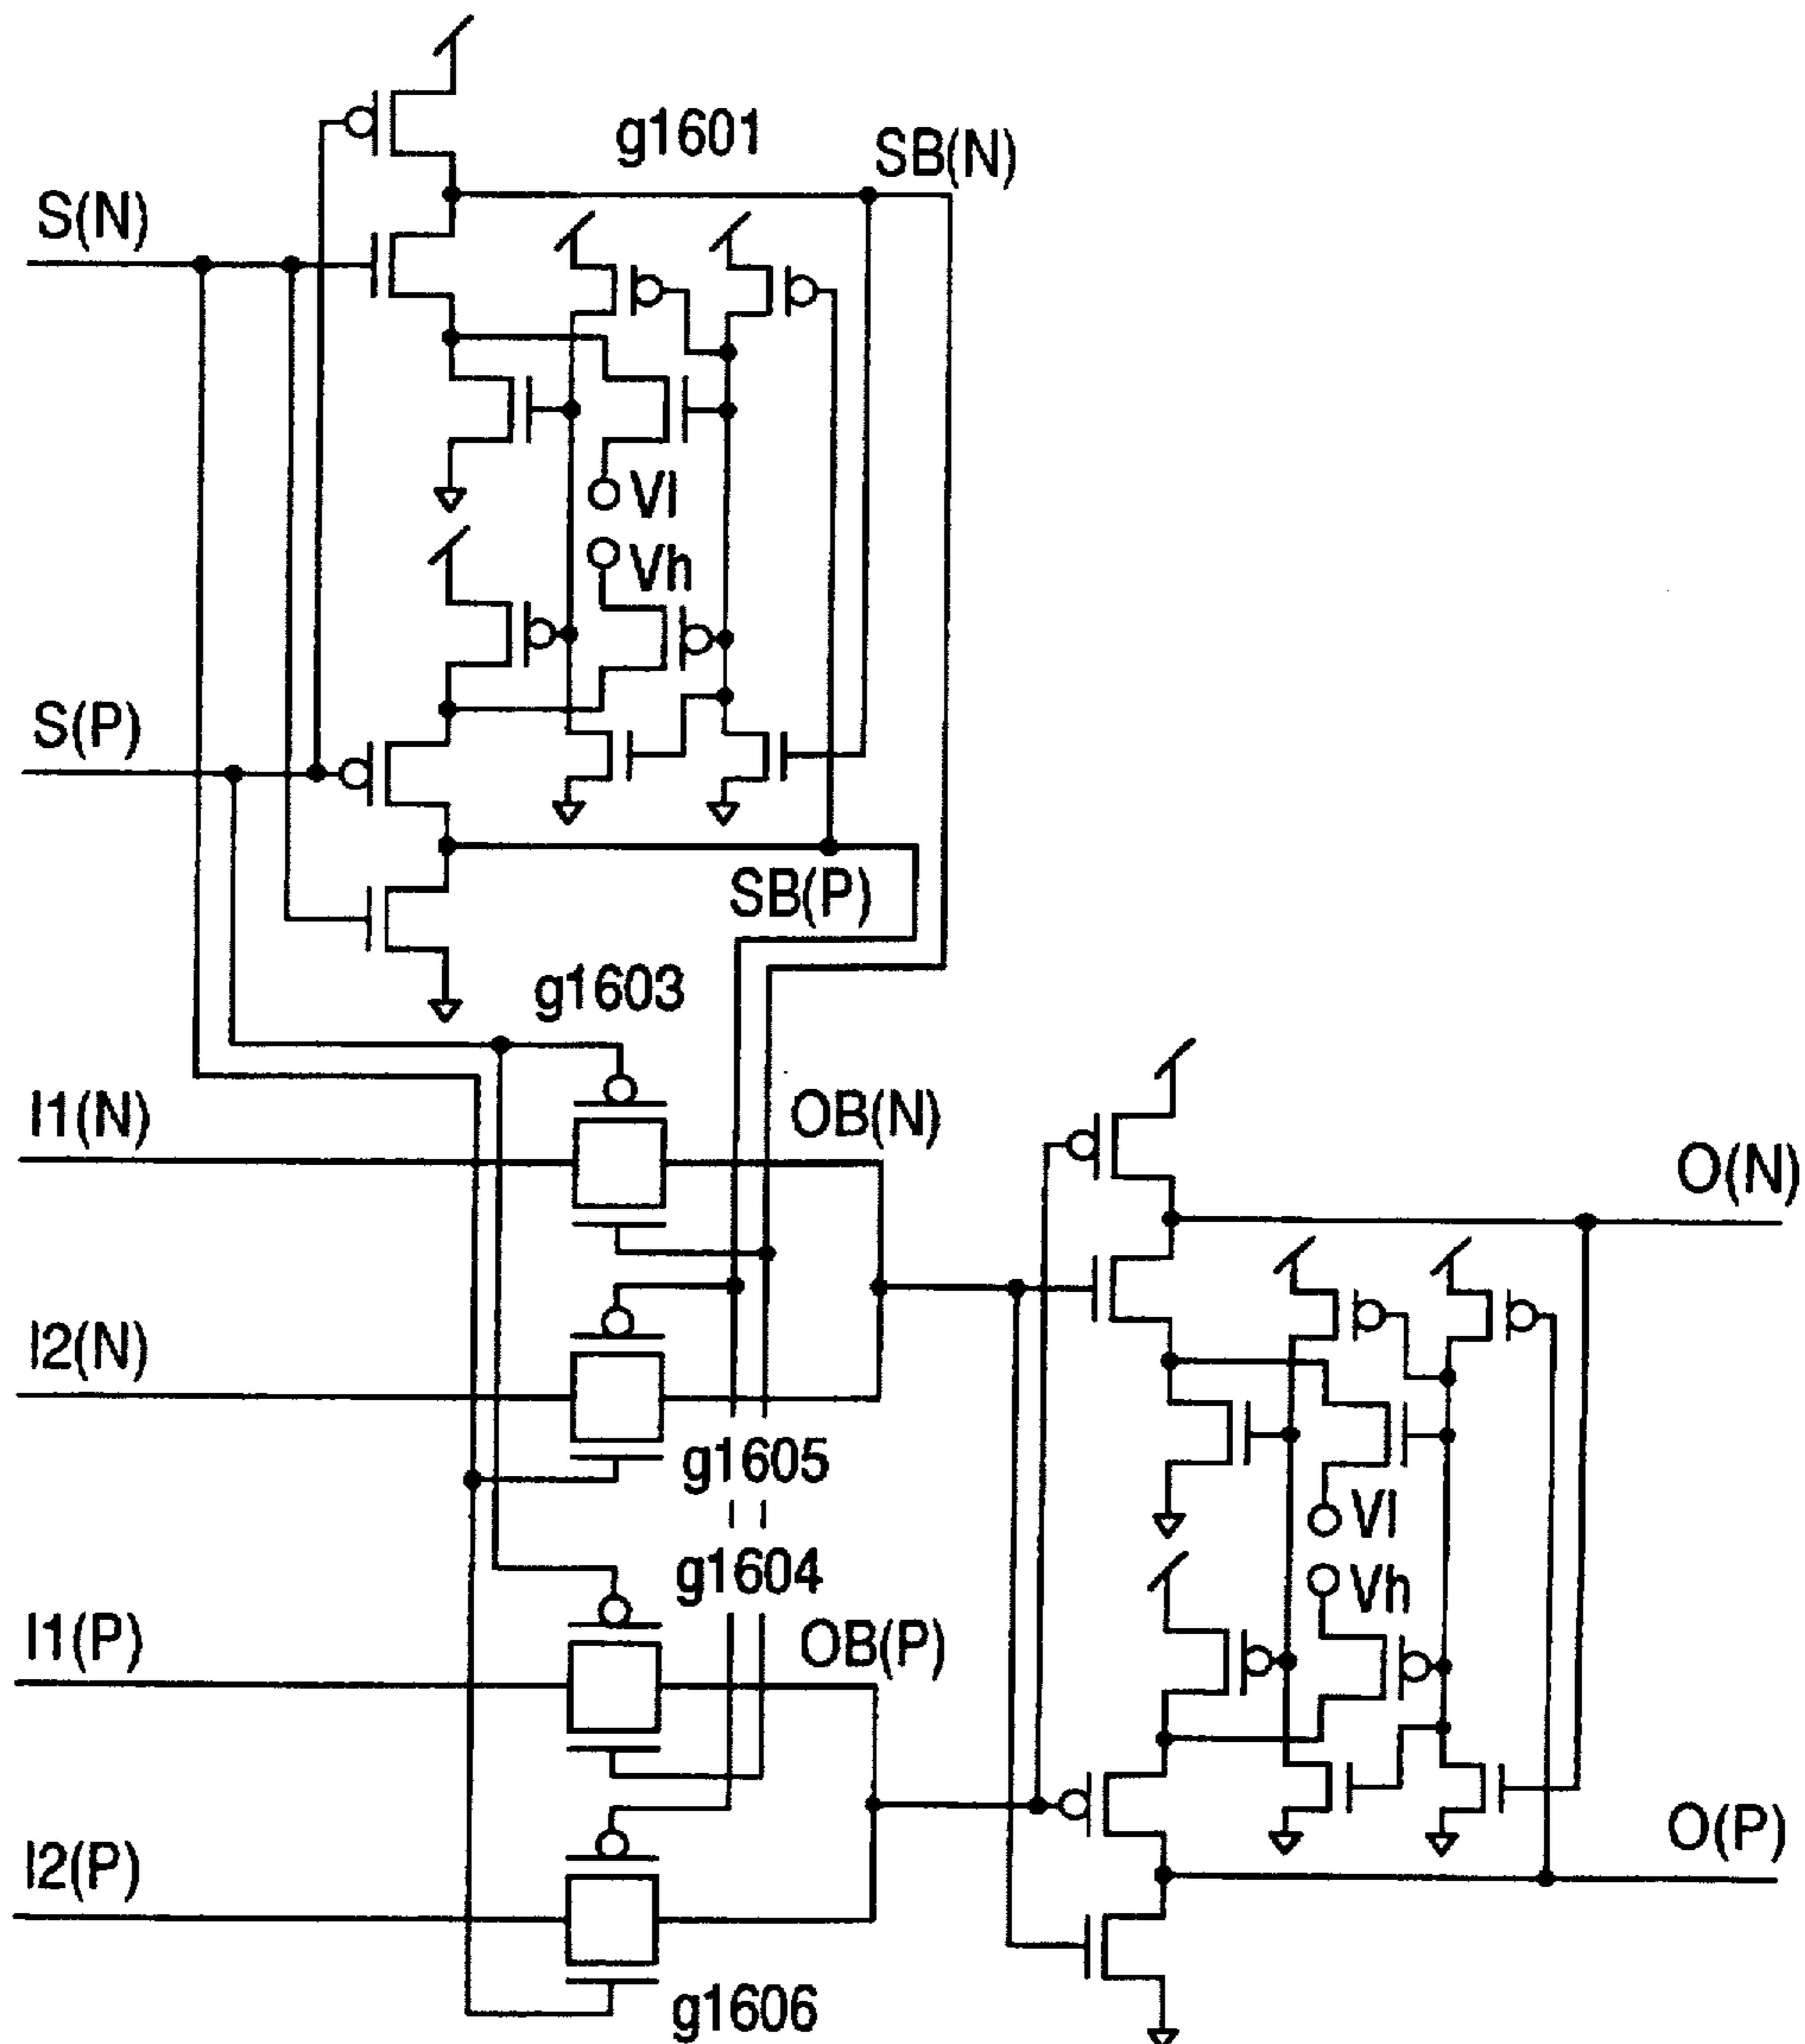 g1601
SB(N)
S(N)
Vl
Vh
S(P)
SB(P)
g1603
I1(N)
OB(N)
O(N)
I2(N)
g1605
Vl
g1604
Vh
I1(P)
OB(P)
O(P)
I2(P)
g1606